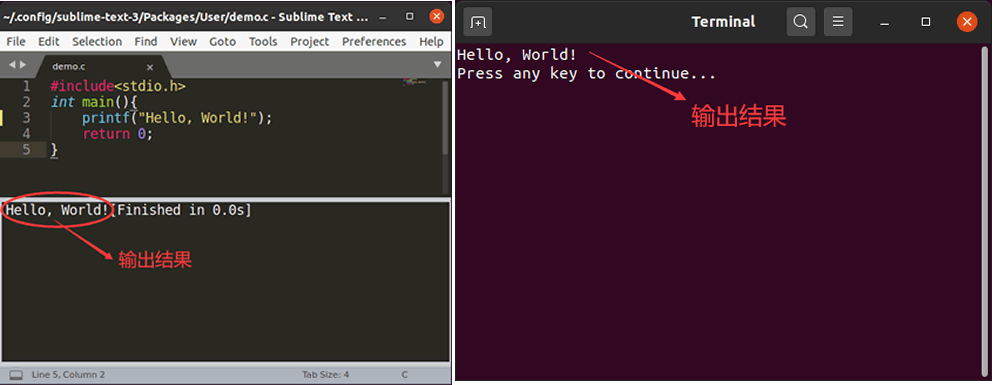 ~/.config/sublime-text-3/Packages/User/demo.c - Sublime Text ...
File Edit Selection Find View Goto Tools Project Preferences Help
demo.c
1 #include<stdio.h>
2 int main(){
3 printf("Hello, World!");
4 return 0;
5 }
Hello, World![Finished in 0.0s]
输出结果
Line 5, Column 2 Tab Size: 4 C
Terminal
Hello, World!
Press any key to continue...
输出结果